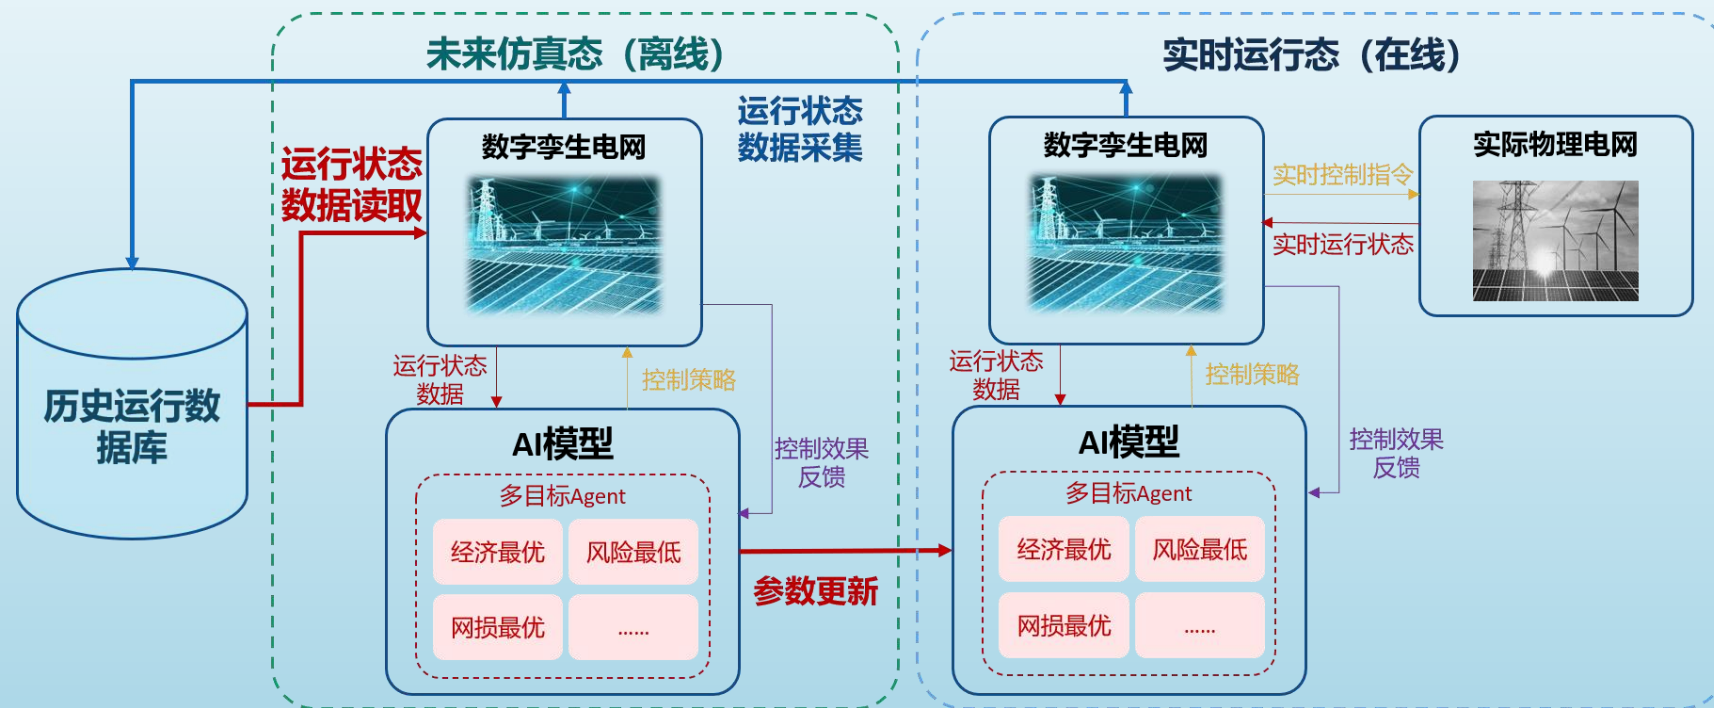 未来仿真态（离线）
实时运行态（在线）
运行状态
数据采集
运行状态
数据读取
数字孪生电网
数字孪生电网
实际物理电网
实时控制指令
实时运行状态
历史运行数
据库
运行状态
数据
控制策略
控制效果
反馈
运行状态
数据
控制策略
控制效果
反馈
AI模型
多目标Agent
经济最优
风险最低
网损最优
......
参数更新
AI模型
多目标Agent
经济最优
风险最低
网损最优
......